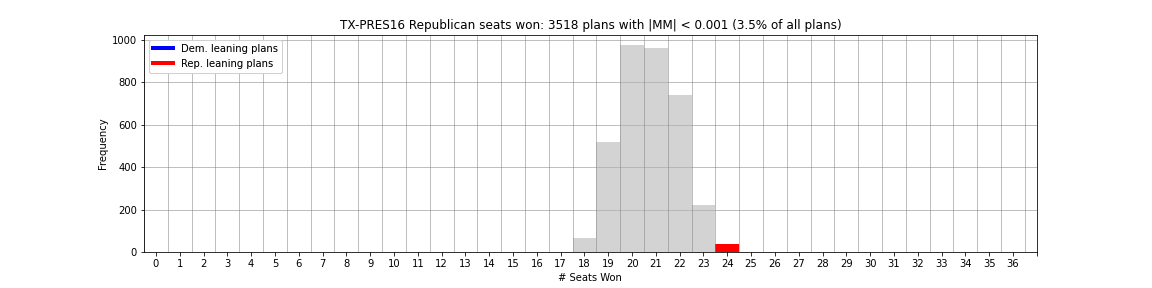 TX-PRES16 Republican seats won: 3518 plans with |MM| < 0.001 (3.5% of all plans)
Dem. leaning plans
Rep. leaning plans
1000
800
600
400
200
0
Frequency
0 1 2 3 4 5 6 7 8 9 10 11 12 13 14 15 16 17 18 19 20 21 22 23 24 25 26 27 28 29 30 31 32 33 34 35 36
# Seats Won